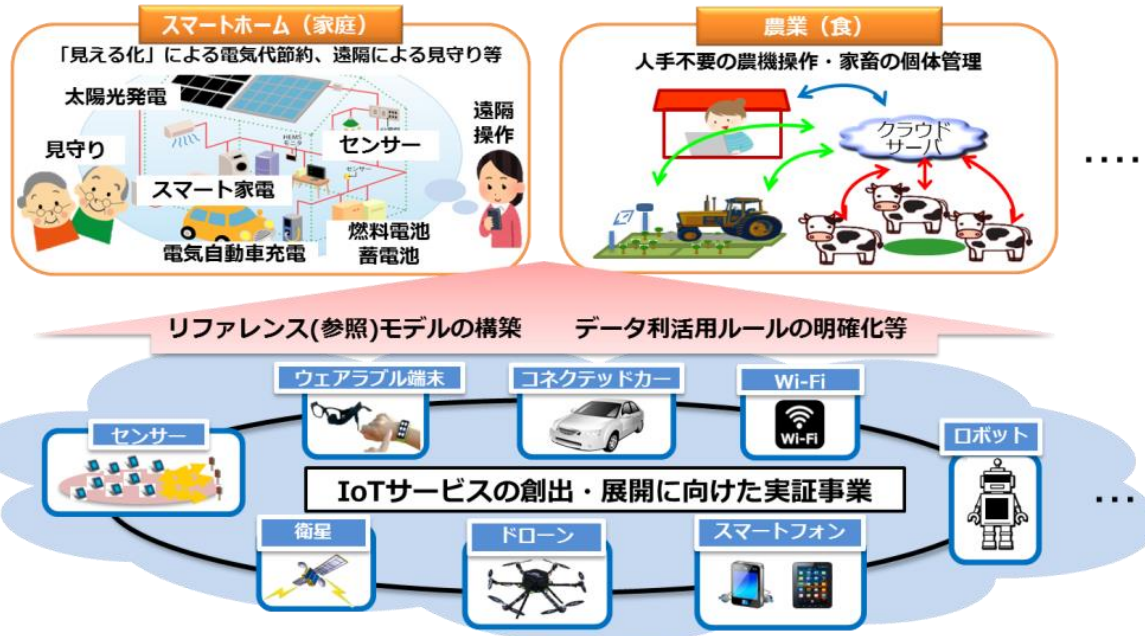 スマートホーム（家庭）
「見える化」による電気代節約、遠隔による見守り等
太陽光発電
見守り
HEMS
モニタ
センサー
遠隔
操作
スマート家電
センサー
電気自動車充電
燃料電池
蓄電池
農業（食）
人手不要の農機操作・家畜の個体管理
クラウド
サーバ
‥‥
リファレンス(参照)モデルの構築
データ利活用ルールの明確化等
ウェアラブル端末
コネクテッドカー
Wi-Fi
Wi-Fi
センサー
ロボット
IoTサービスの創出・展開に向けた実証事業
…
衛星
ドローン
スマートフォン